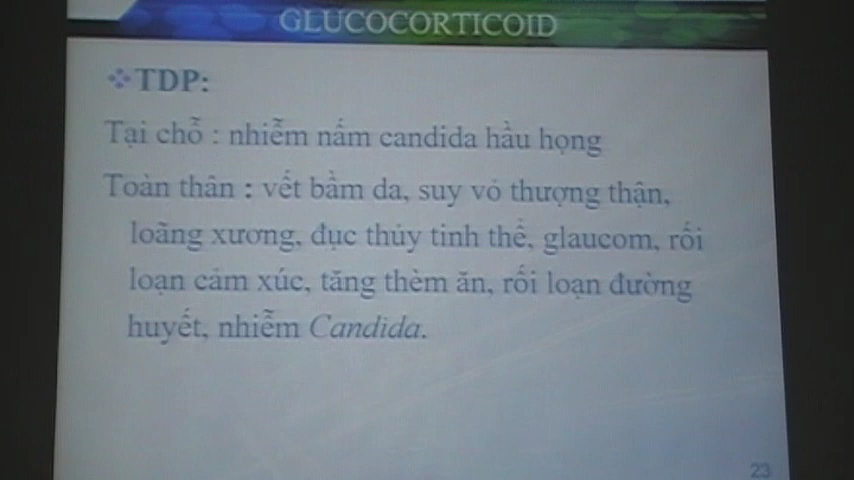 GLUCOCORTICOID
TDP:
Tại chỗ : nhiễm nấm candida hầu họng
Toàn thân : vết bầm da, suy vỏ thượng thận,
loãng xương, đục thủy tinh thể, glaucom, rối
loạn cảm xúc, tăng thèm ăn, rối loạn đường
huyết, nhiễm Candida.
23